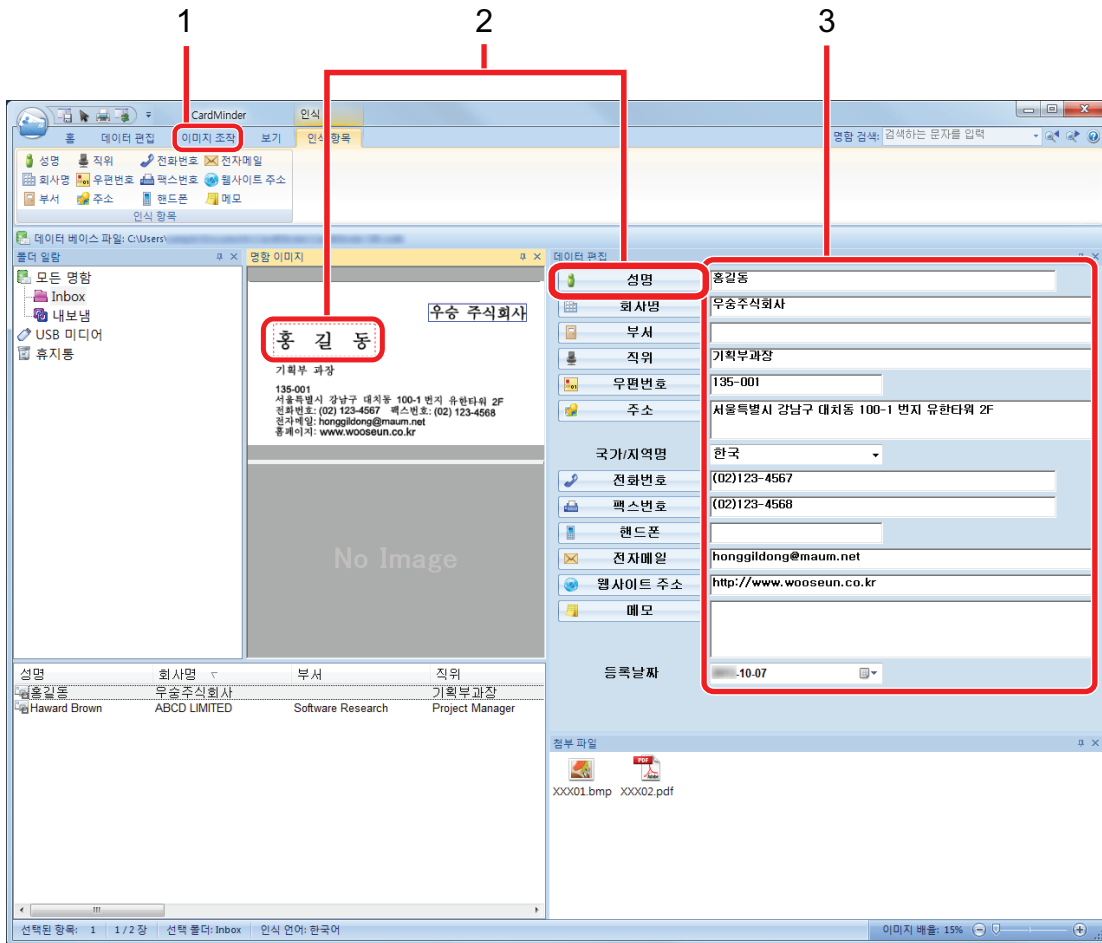 1 2 3
CardMinder 인식
홈 데이터 편집 이미지 조작 보기 인식 항목 명함 검색: 검색하는 문자를 입력
성명 직위 전화번호 전자메일
회사명 우편번호 팩스번호 웹사이트 주소
부서 주소 핸드폰 메모
인식 항목
데이터 베이스 파일: C:\Users\
폴더 일람
모든 명함
Inbox
내보냄
USB 미디어
휴지통
명함 이미지
우승 주식회사
홍 길 동
기획부 과장
135-001
서울특별시 강남구 대치동 100-1 번지 유한타워 2F
전화번호: (02) 123-4567 팩스번호: (02) 123-4568
전자메일: honggildong@maum.net
홈페이지: www.wooseun.co.kr
No Image
데이터 편집
성명 홍길동
회사명 우승주식회사
부서
직위 기획부과장
우편번호 135-001
주소 서울특별시 강남구 대치동 100-1 번지 유한타워 2F
국가/지역명 한국
전화번호 (02)123-4567
팩스번호 (02)123-4568
핸드폰
전자메일 honggildong@maum.net
웹사이트 주소 http://www.wooseun.co.kr
메모
등록날짜 -10-07
성명 회사명 부서 직위
홍길동 우승주식회사 기획부과장
Haward Brown ABCD LIMITED Software Research Project Manager
첨부 파일
XXX01.bmp XXX02.pdf
선택된 항목: 1 1 / 2 장 선택 폴더: Inbox 인식 언어: 한국어 이미지 배율: 15%